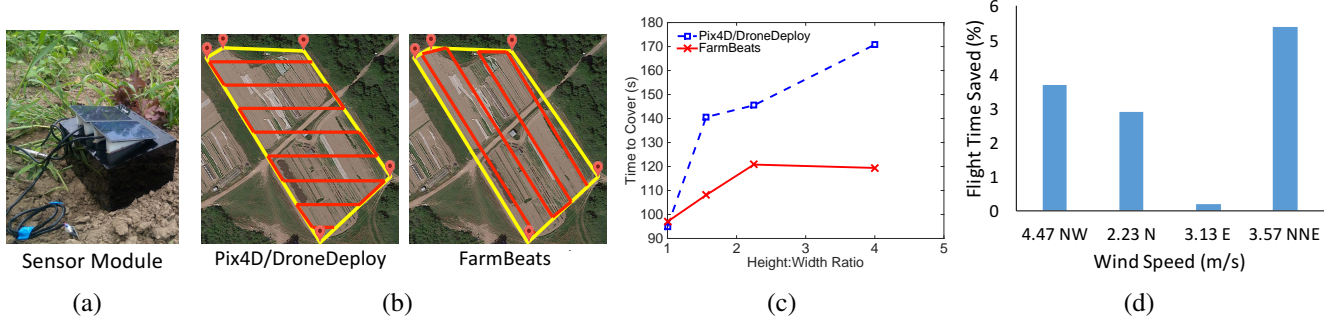 Sensor Module
(a)
Pix4D/DroneDeploy
FarmBeats
(b)
180
170
160
150
140
130
120
110
100
90
Time to Cover (s)
Pix4D/DroneDeploy
FarmBeats
1
2
3
4
5
Height:Width Ratio
(c)
6
5
4
3
2
1
0
Flight Time Saved (%)
4.47 NW
2.23 N
3.13 E
3.57 NNE
Wind Speed (m/s)
(d)